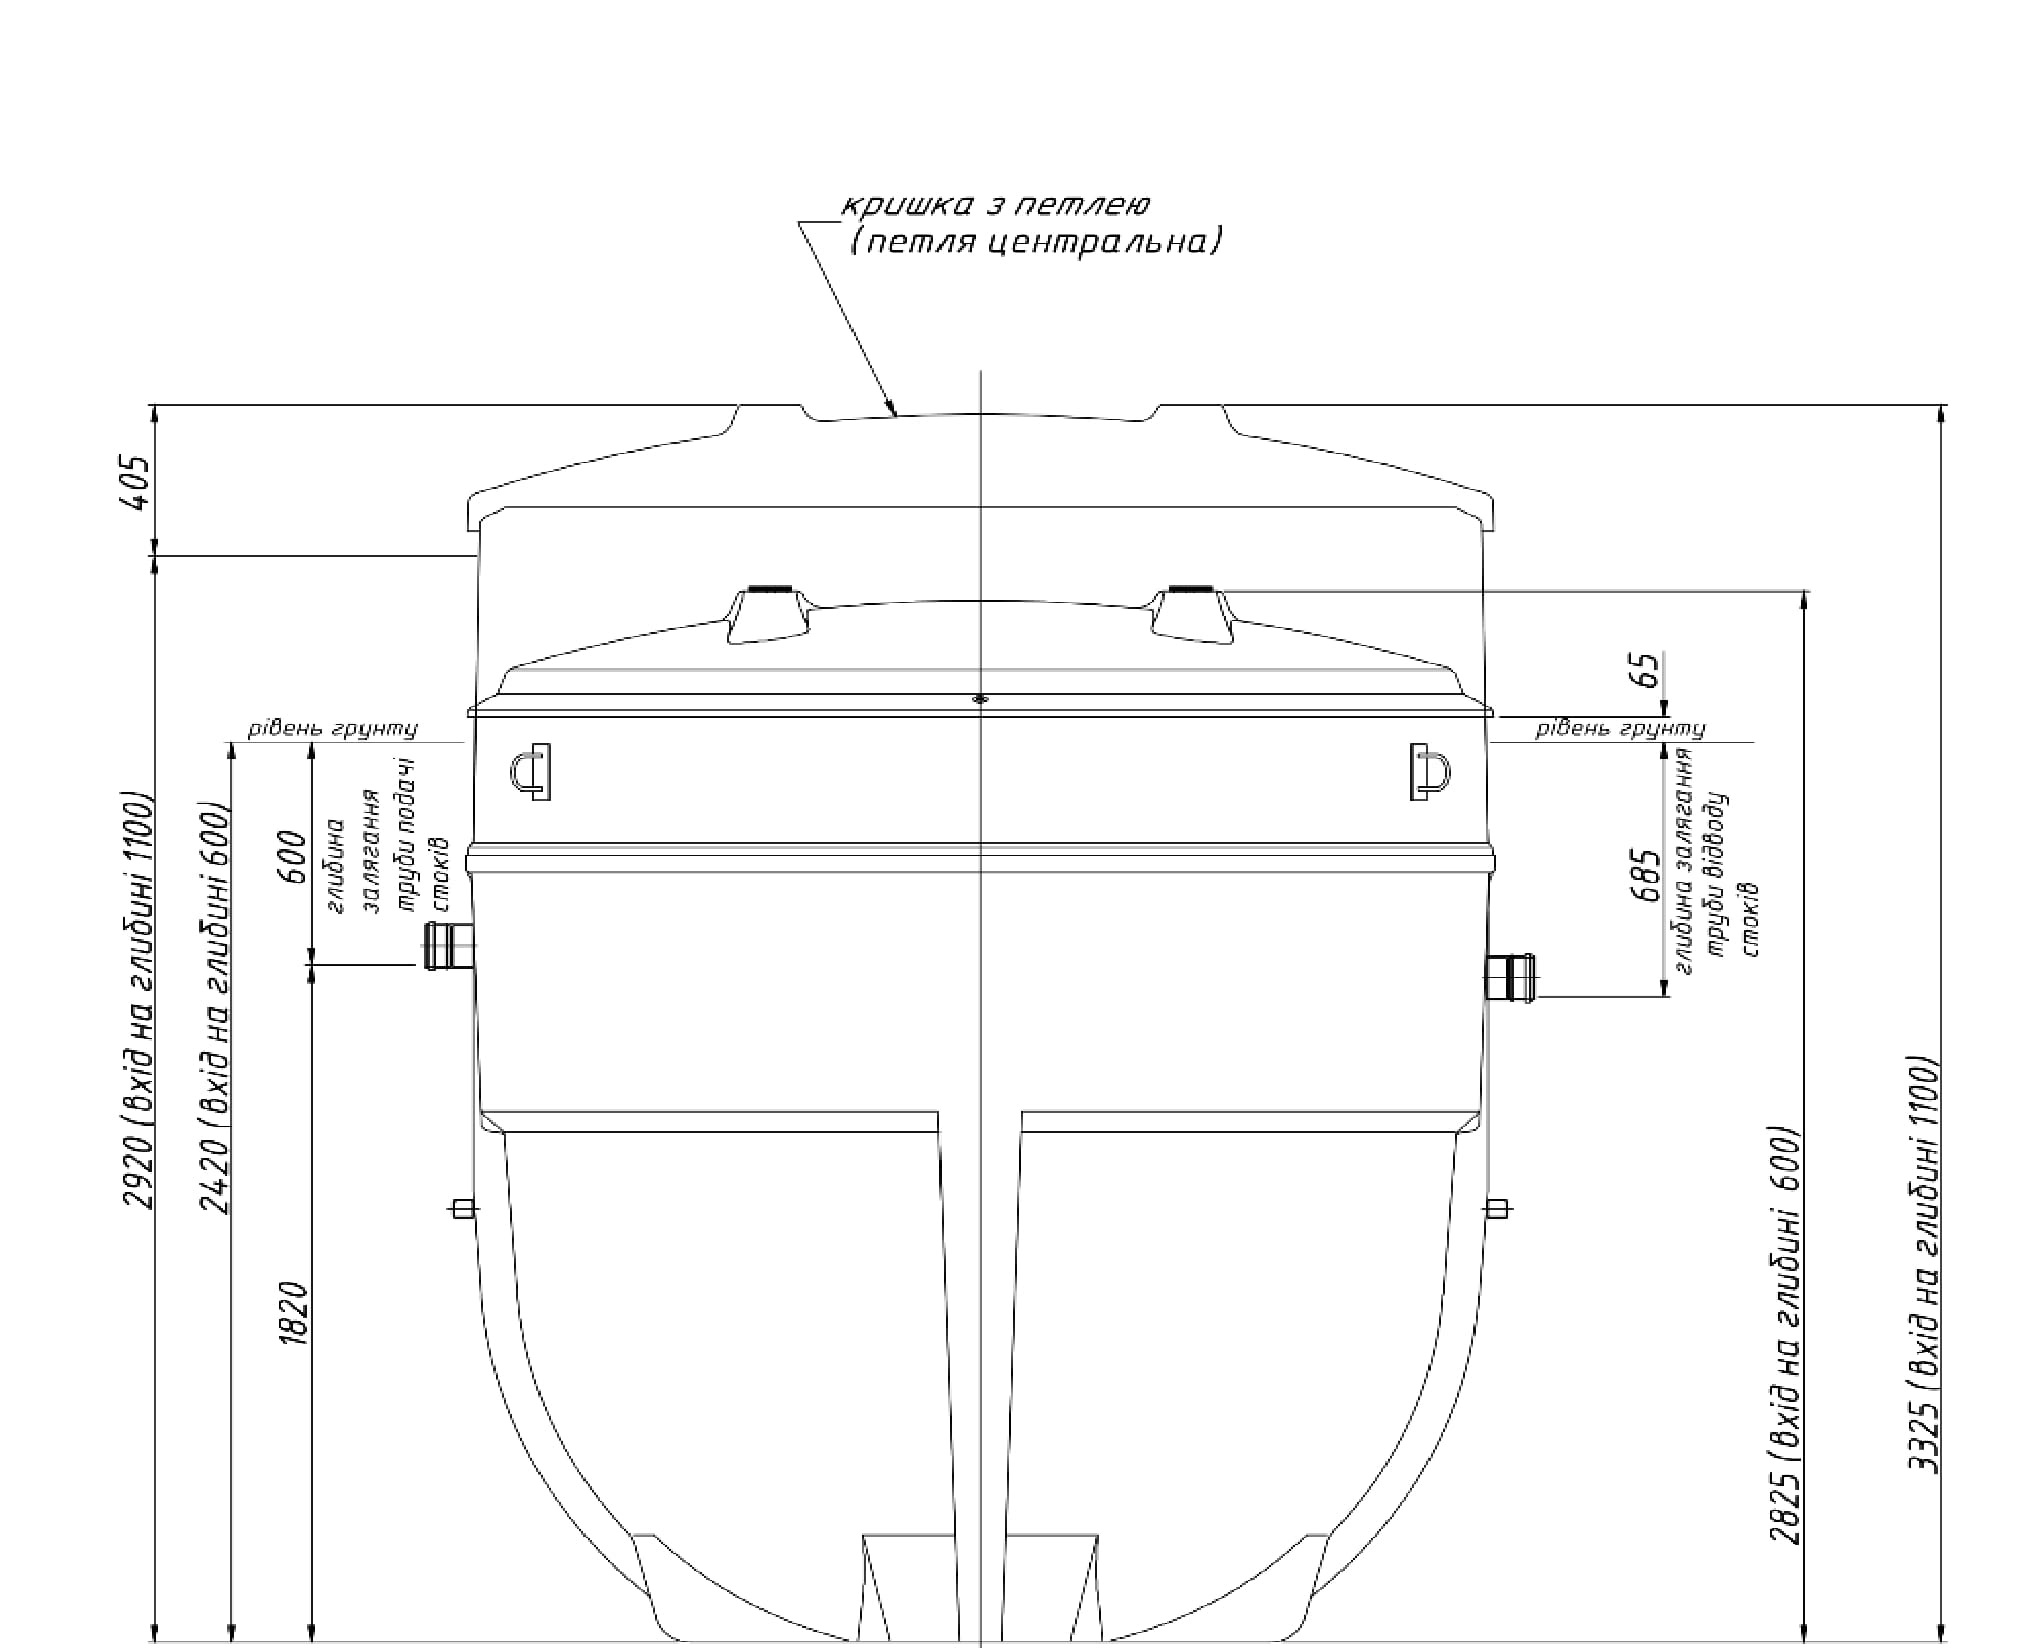 кришка з петлею
(петля центральна)
405
65
рівень грунту
рівень грунту
2920 (вхід на глибині 1100)
2420 (вхід на глибині 600)
600
глибина
залягання
труби подачі
стоків
685
глибина залягання
труби відводу
стоків
1820
2825 (вхід на глибині 600)
3325 (вхід на глибині 1100)